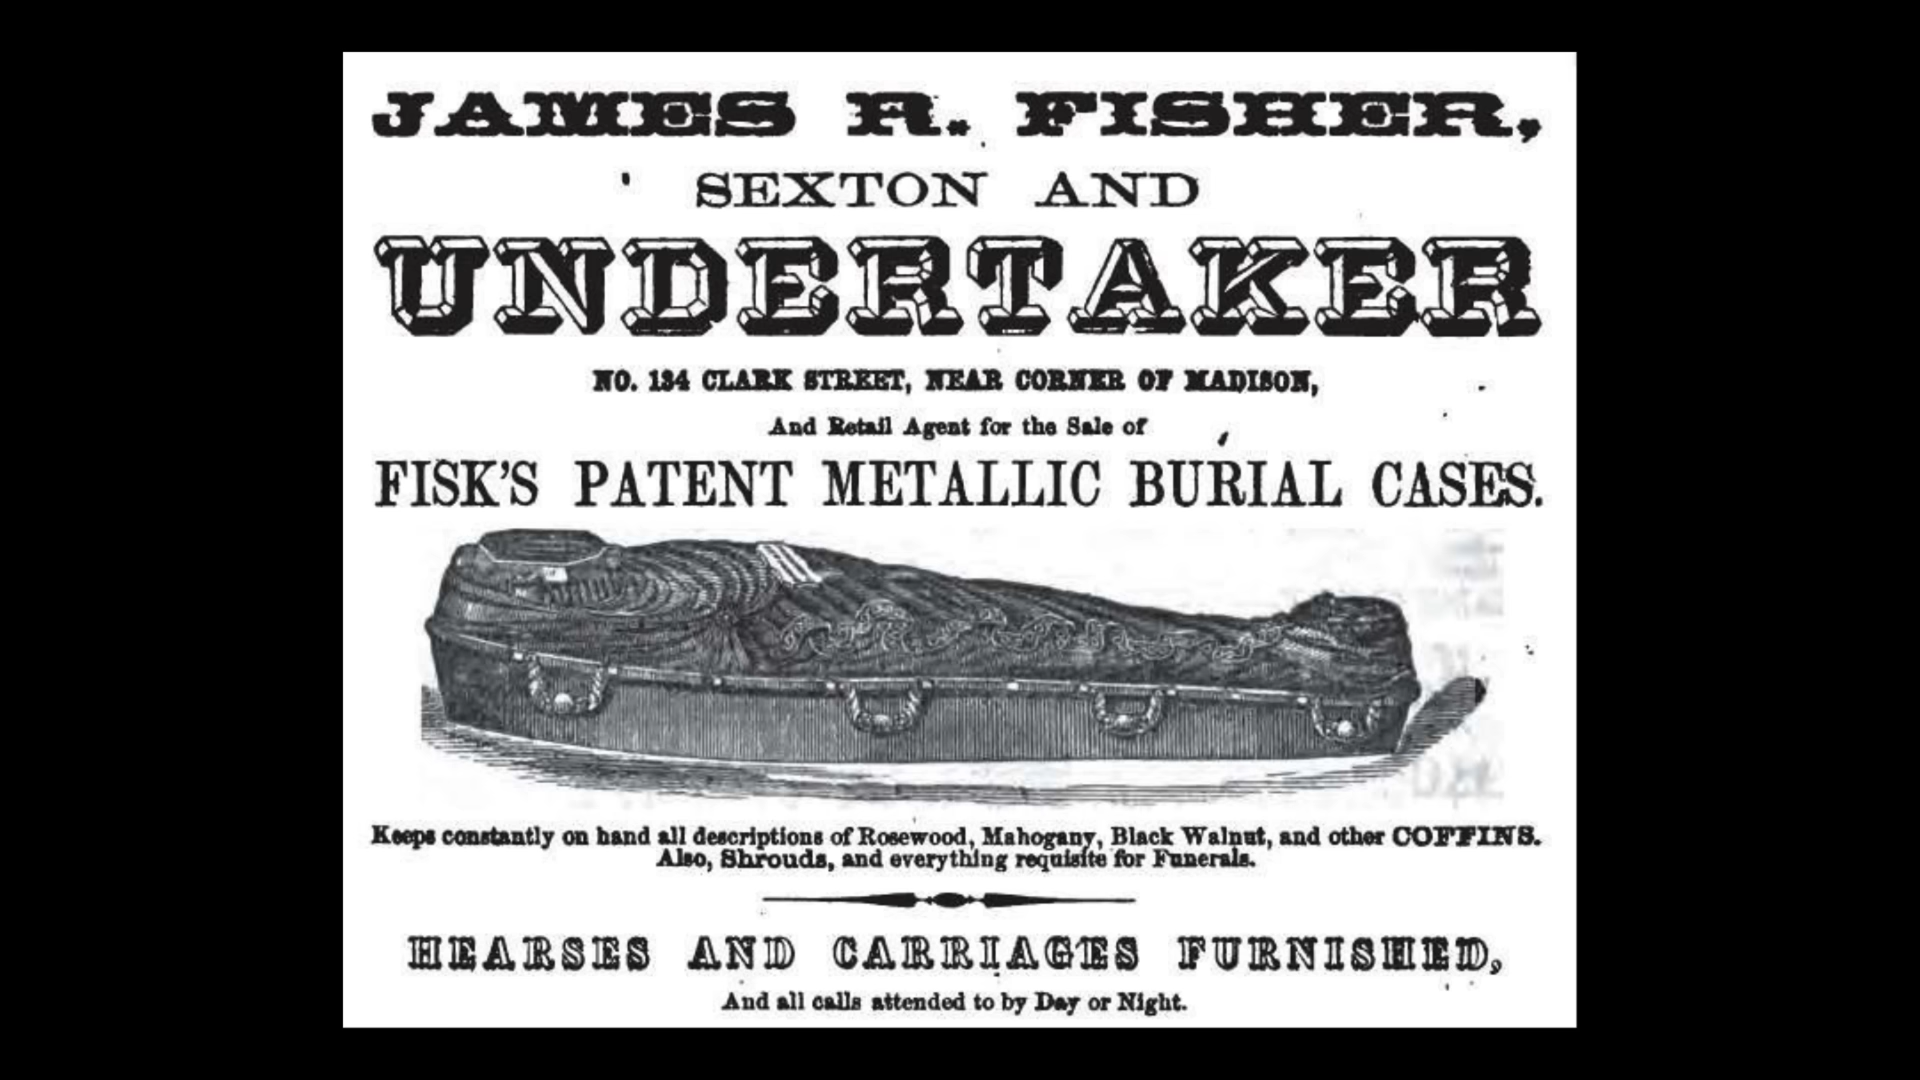 JAMES R. FISHER,
SEXTON AND
UNDERTAKER
NO. 134 CLARK STREET, NEAR CORNER OF MADISON,
And Retail Agent for the Sale of
FISK'S PATENT METALLIC BURIAL CASES.
Keeps constantly on hand all descriptions of Rosewood, Mahogany, Black Walnut, and other COFFINS.
Also, Shrouds, and everything requisite for Funerals.
HEARSES AND CARRIAGES FURNISHED,
And all calls attended to by Day or Night.